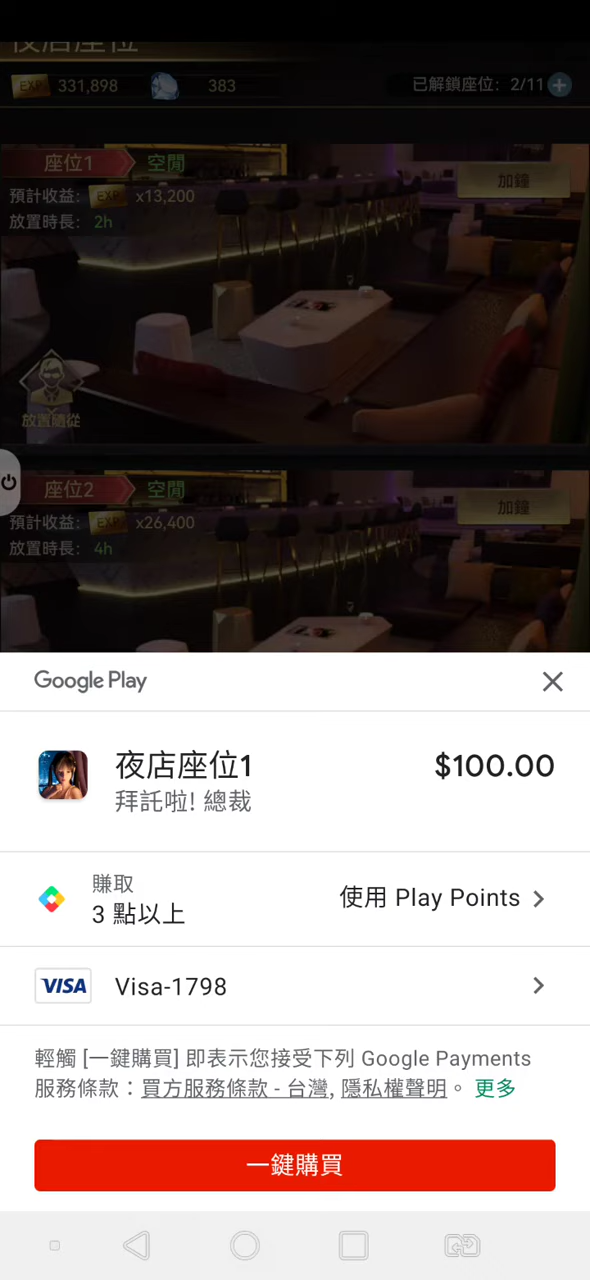 夜店座位
EXP 331,898 383 已解鎖座位: 2/11
座位1 空閒
加鐘
預計收益: EXP x13,200
放置時長: 2h
放置隨從
座位2 空閒
加鐘
預計收益: EXP x26,400
放置時長: 4h
Google Play
夜店座位1 $100.00
拜託啦! 總裁
賺取
3 點以上 使用 Play Points
VISA Visa-1798
輕觸 [一鍵購買] 即表示您接受下列 Google Payments
服務條款：買方服務條款 - 台灣, 隱私權聲明。 更多
一鍵購買